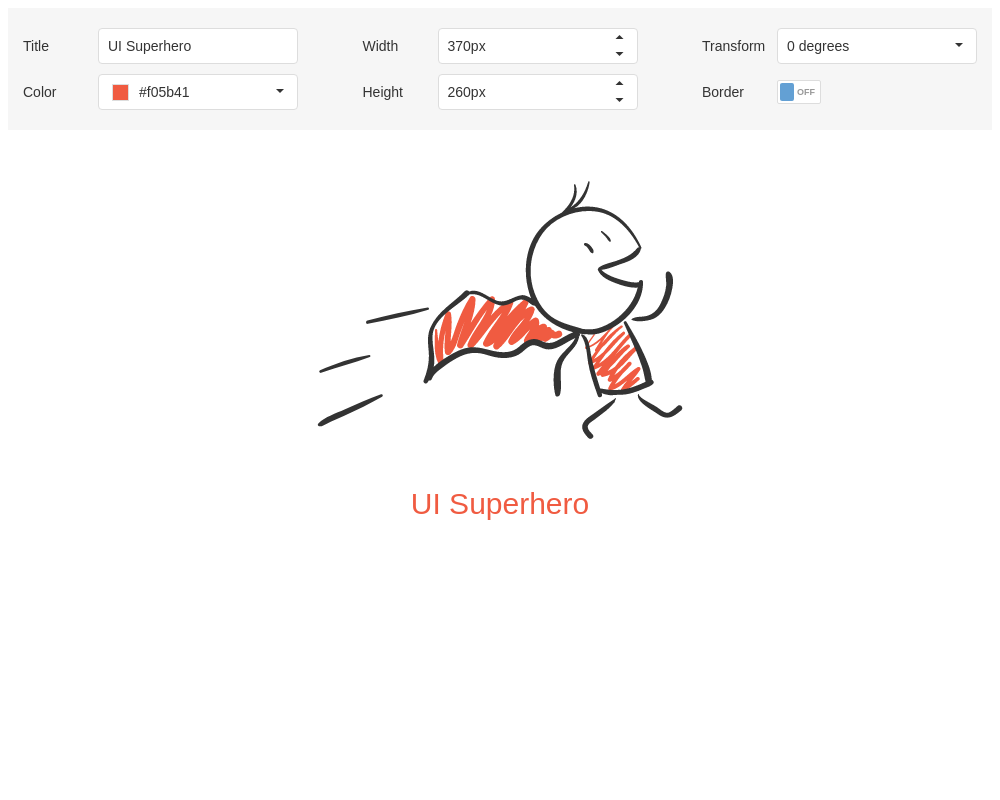 Title UI Superhero Width 370px Transform 0 degrees
Color #f05b41 Height 260px Border OFF
UI Superhero